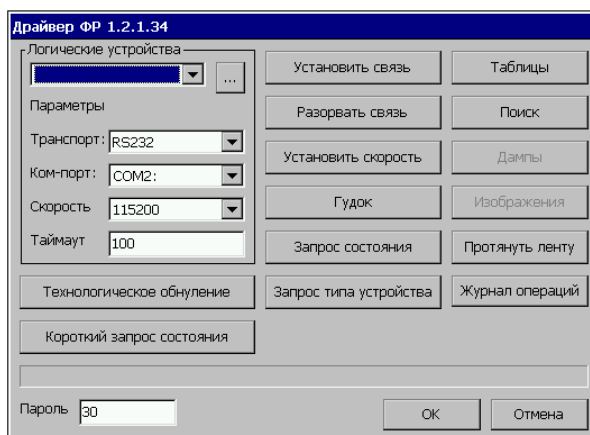 Драйвер ФР 1.2.1.34
Логические устройства
...
Параметры
Транспорт: RS232
Ком-порт: COM2:
Скорость 115200
Таймаут 100
Установить связь
Таблицы
Разорвать связь
Поиск
Установить скорость
Дампы
Гудок
Изображения
Запрос состояния
Протянуть ленту
Технологическое обнуление
Запрос типа устройства
Журнал операций
Короткий запрос состояния
Пароль 30
OK
Отмена